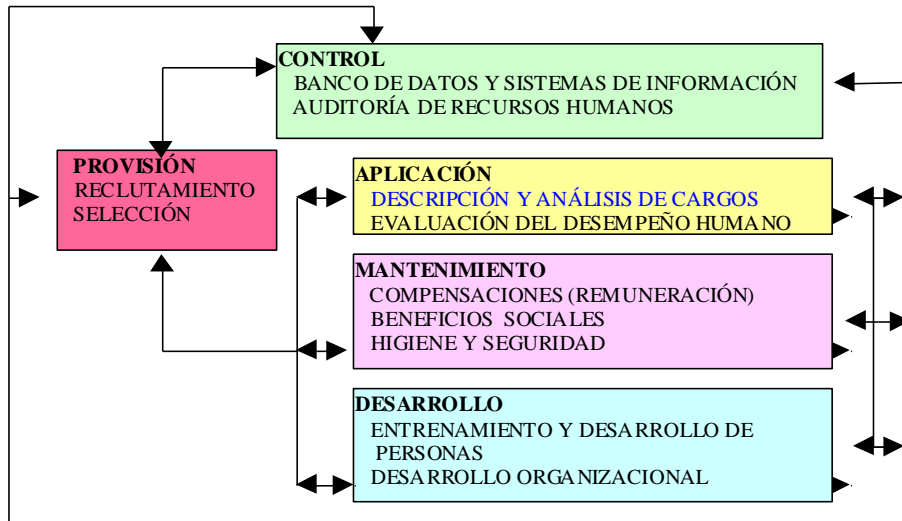 CONTROL
BANCO DE DATOS Y SISTEMAS DE INFORMACIÓN
AUDITORÍA DE RECURSOS HUMANOS
PROVISIÓN
RECLUTAMIENTO
SELECCIÓN
APLICACIÓN
DESCRIPCIÓN Y ANÁLISIS DE CARGOS
EVALUACIÓN DEL DESEMPEÑO HUMANO
MANTENIMIENTO
COMPENSACIONES (REMUNERACIÓN)
BENEFICIOS SOCIALES
HIGIENE Y SEGURIDAD
DESARROLLO
ENTRENAMIENTO Y DESARROLLO DE
PERSONAS
DESARROLLO ORGANIZACIONAL